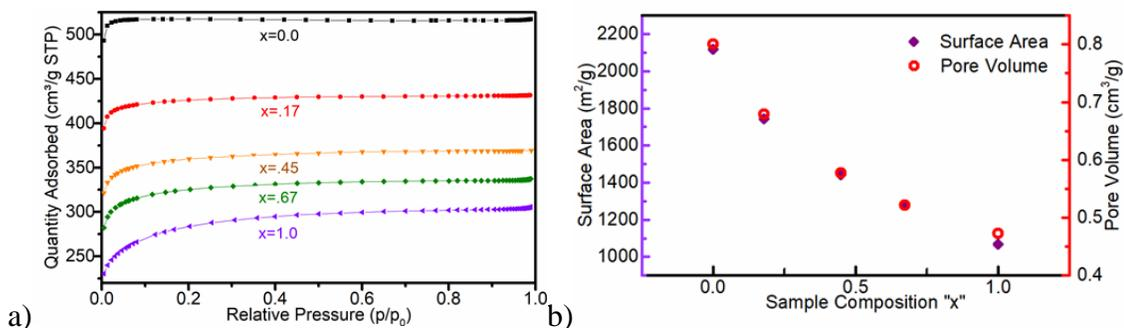 a)
Quantity Adsorbed (cm³/g STP)
500
450
400
350
300
250
x=0.0
x=.17
x=.45
x=.67
x=1.0
0.0 0.2 0.4 0.6 0.8 1.0
Relative Pressure (p/p₀)
b)
Surface Area (m²/g)
2200
2000
1800
1600
1400
1200
1000
Surface Area
Pore Volume
0.8
0.7
0.6
0.5
0.4
Pore Volume (cm³/g)
0.0 0.5 1.0
Sample Composition "x"